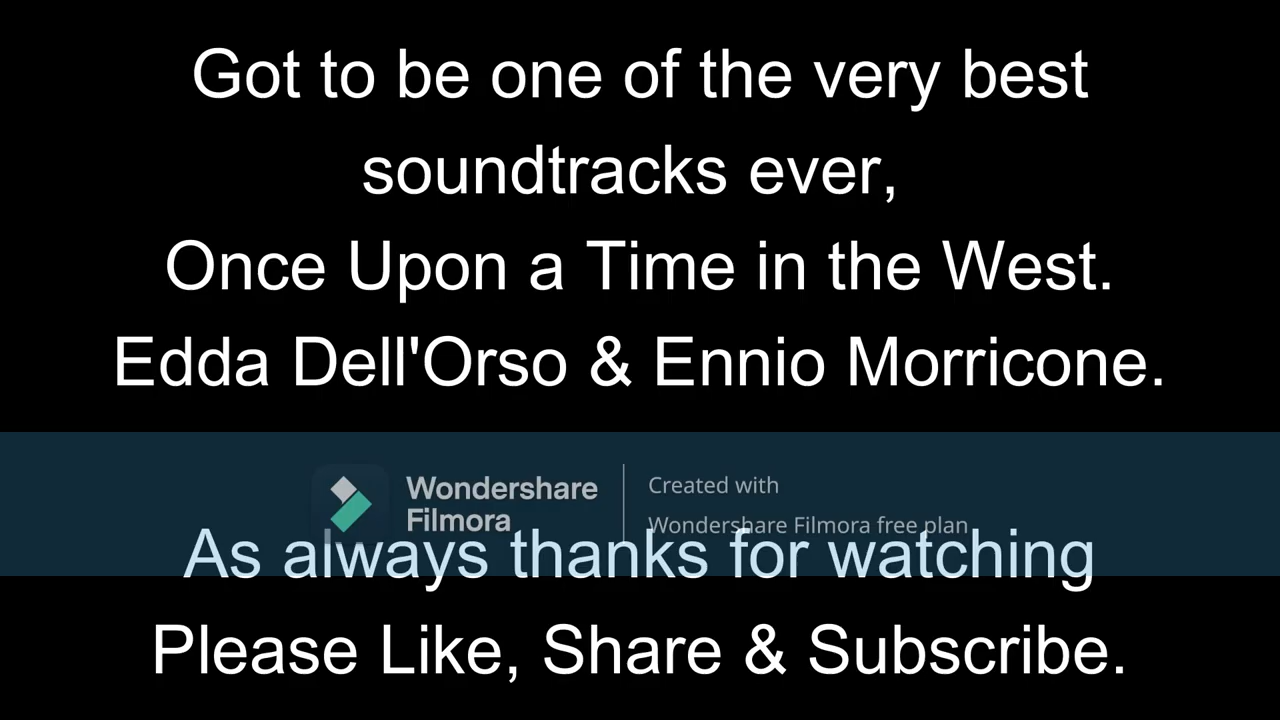 Got to be one of the very best
soundtracks ever,
Once Upon a Time in the West.
Edda Dell'Orso & Ennio Morricone.
Wondershare
Filmora
Created with
Wondershare Filmora free plan
As always thanks for watching
Please Like, Share & Subscribe.